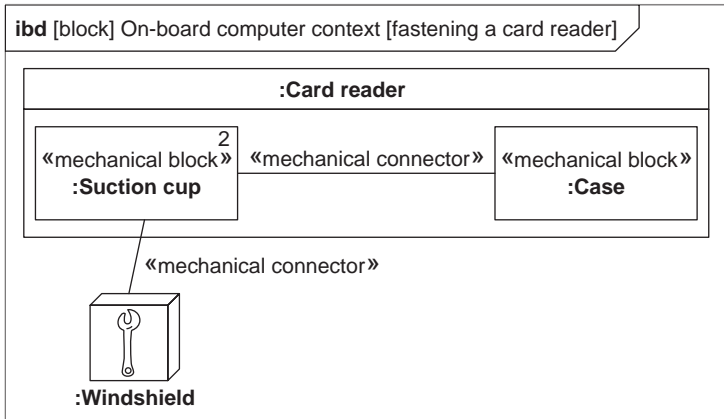 ibd [block] On-board computer context [fastening a card reader]
:Card reader
2
«mechanical block»
:Suction cup
«mechanical connector»
«mechanical block»
:Case
«mechanical connector»
:Windshield